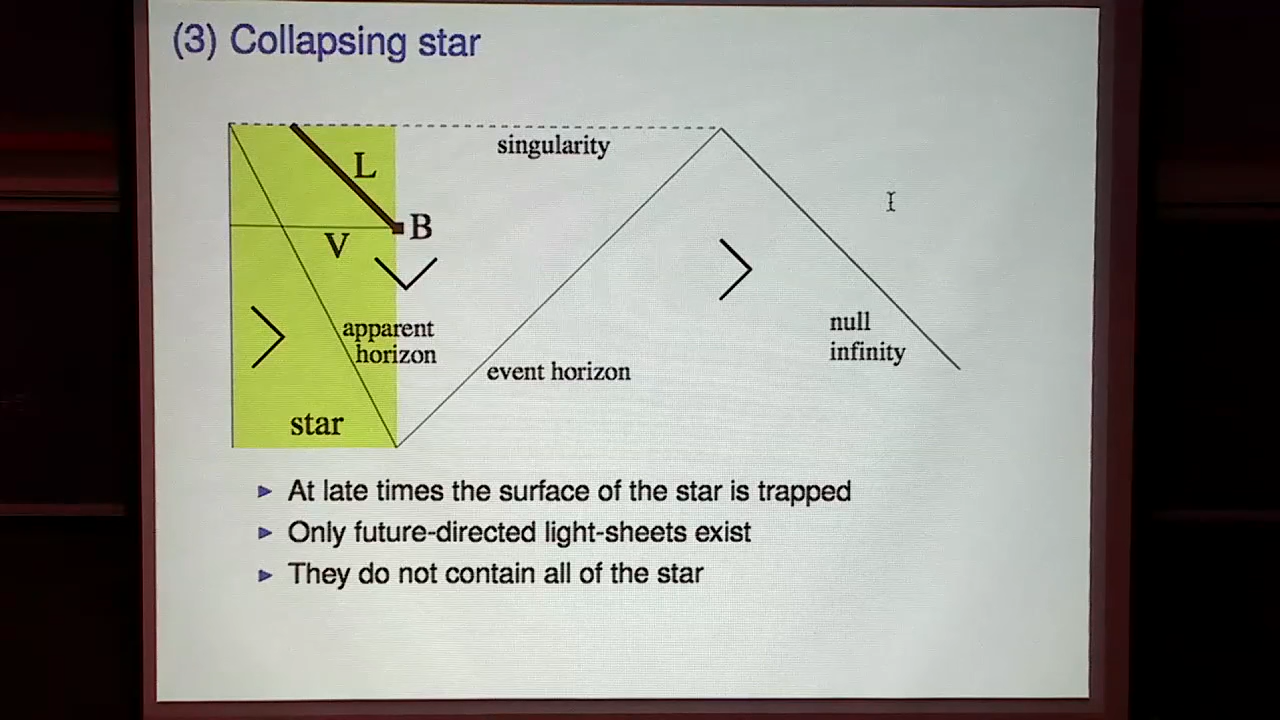 (3) Collapsing star
singularity
L
B
V
apparent
horizon
null
infinity
event horizon
star
At late times the surface of the star is trapped
Only future-directed light-sheets exist
They do not contain all of the star